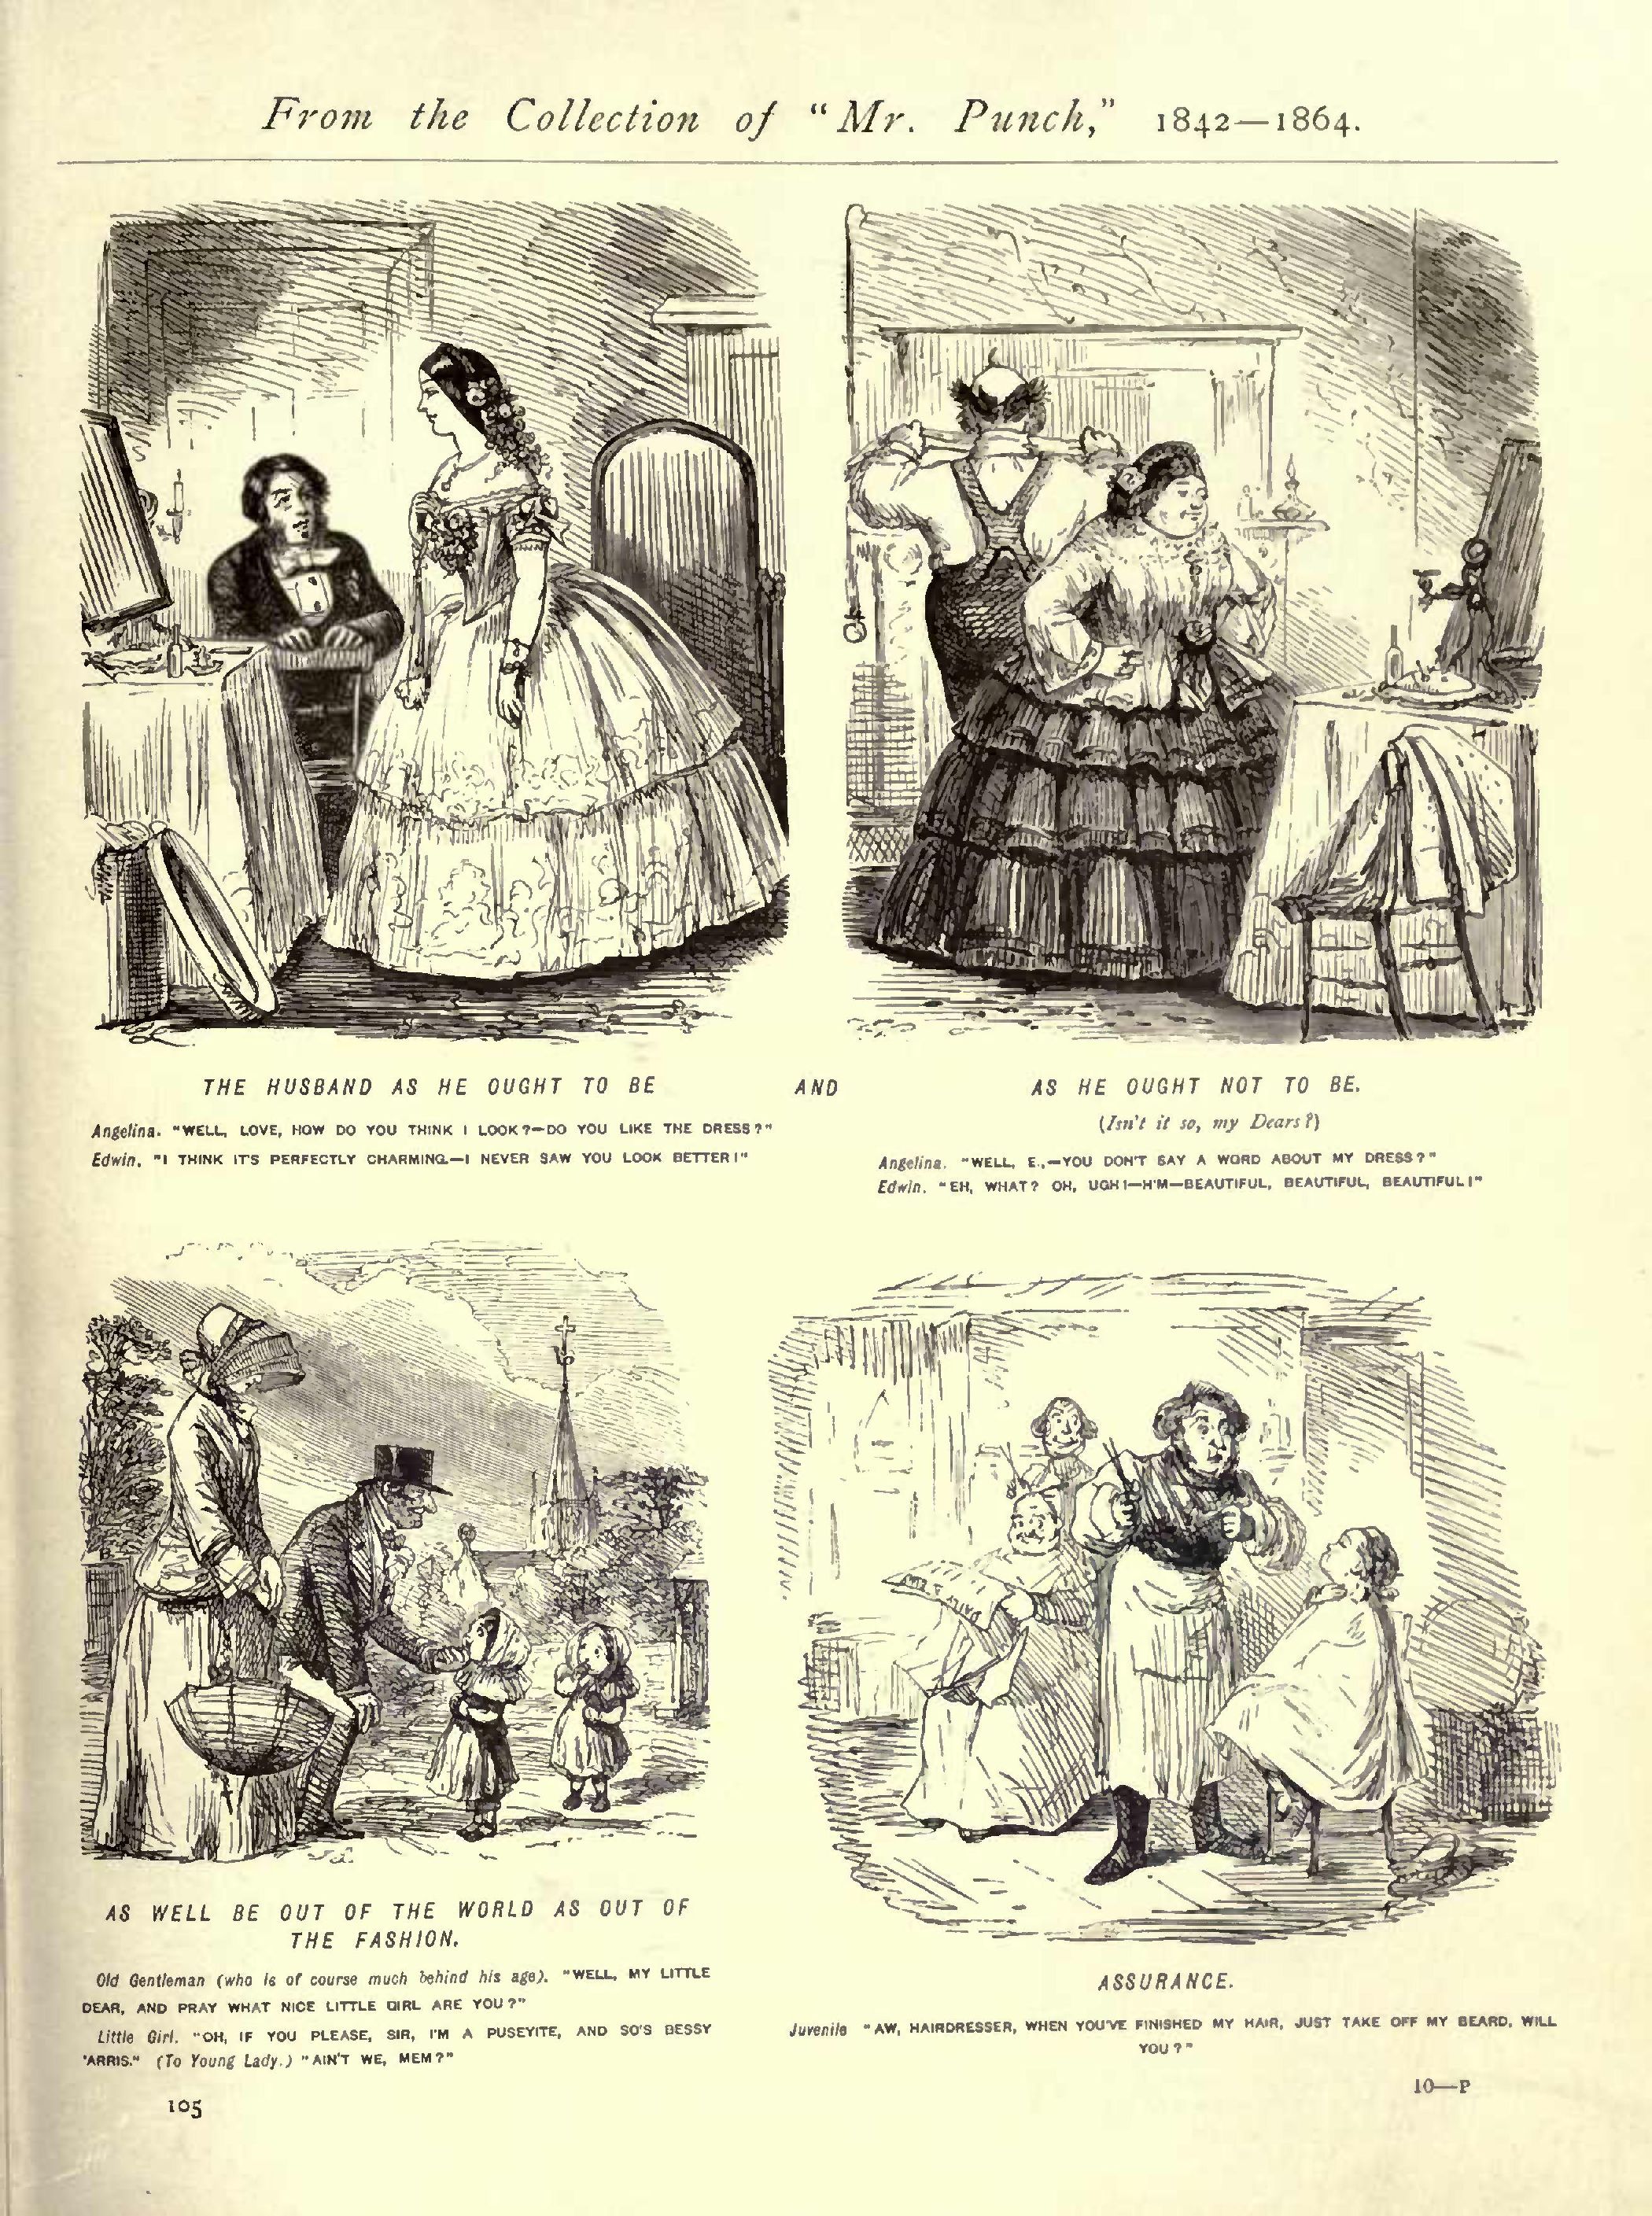 From the Collection of "Mr. Punch," 1842—1864.
THE HUSBAND AS HE OUGHT TO BE
AND
AS HE OUGHT NOT TO BE.
(Isn't it so, my Dears?)
Angelina. "WELL, LOVE, HOW DO YOU THINK I LOOK?—DO YOU LIKE THE DRESS?"
Edwin. "I THINK IT'S PERFECTLY CHARMING.—I NEVER SAW YOU LOOK BETTER!"
Angelina. "WELL, E.,—YOU DON'T SAY A WORD ABOUT MY DRESS?"
Edwin. "EH, WHAT? OH, UGH!—H'M—BEAUTIFUL, BEAUTIFUL, BEAUTIFUL!"
DAILY
AS WELL BE OUT OF THE WORLD AS OUT OF
THE FASHION.
Old Gentleman (who is of course much behind his age). "WELL, MY LITTLE
DEAR, AND PRAY WHAT NICE LITTLE GIRL ARE YOU?"
Little Girl. "OH, IF YOU PLEASE, SIR, I'M A PUSEYITE, AND SO'S BESSY
'ARRIS." (To Young Lady.) "AIN'T WE, MEM?"
ASSURANCE.
Juvenile "AW, HAIRDRESSER, WHEN YOU'VE FINISHED MY HAIR, JUST TAKE OFF MY BEARD, WILL
YOU?"
10—P
105